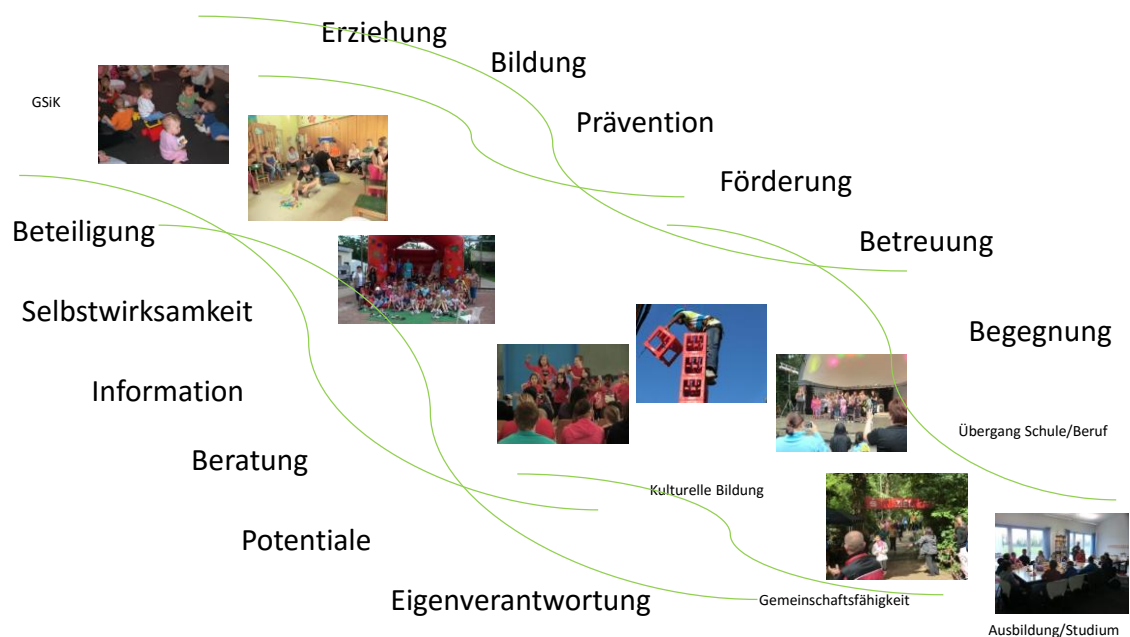 Erziehung
Bildung
GSiK
Prävention
Förderung
Beteiligung
Betreuung
Selbstwirksamkeit
Begegnung
Information
Übergang Schule/Beruf
Beratung
Kulturelle Bildung
Potentiale
Eigenverantwortung
Gemeinschaftsfähigkeit
Ausbildung/Studium